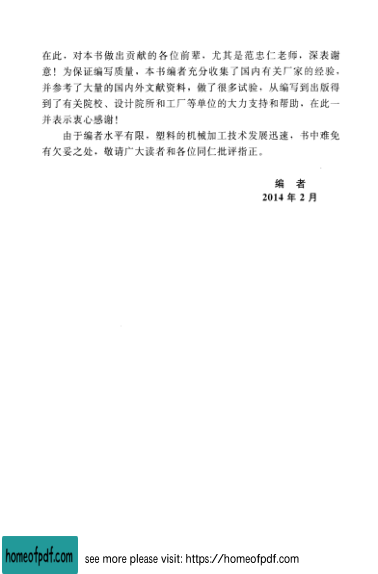 在此，对本书做出贡献的各位前辈，尤其是范忠仁老师，深表谢
意！为保证编写质量，本书编者充分收集了国内有关厂家的经验，
并参考了大量的国内外文献资料，做了很多试验，从编写到出版得
到了有关院校、设计院所和工厂等单位的大力支持和帮助，在此一
并表示衷心感谢！
由于编者水平有限，塑料的机械加工技术发展迅速，书中难免
有欠妥之处，敬请广大读者和各位同仁批评指正。
编 者
2014 年 2 月
homeofpdf.com
see more please visit: https://homeofpdf.com